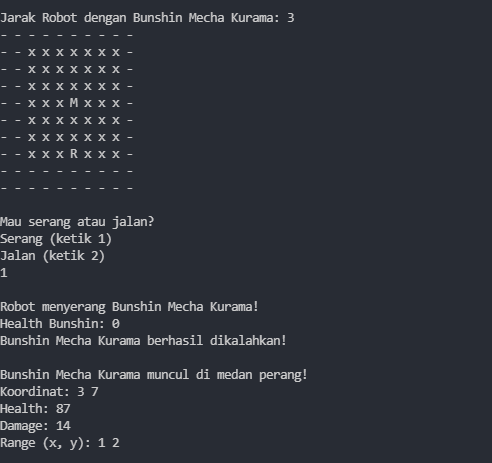 Jarak Robot dengan Bunshin Mecha Kurama: 3
- - - - - - - - - -
- - x x x x x x x -
- - x x x x x x x -
- - x x x x x x x -
- - x x x M x x x -
- - x x x x x x x -
- - x x x x x x x -
- - x x x R x x x -
- - - - - - - - - -
- - - - - - - - - -
Mau serang atau jalan?
Serang (ketik 1)
Jalan (ketik 2)
1
Robot menyerang Bunshin Mecha Kurama!
Health Bunshin: 0
Bunshin Mecha Kurama berhasil dikalahkan!
Bunshin Mecha Kurama muncul di medan perang!
Koordinat: 3 7
Health: 87
Damage: 14
Range (x, y): 1 2